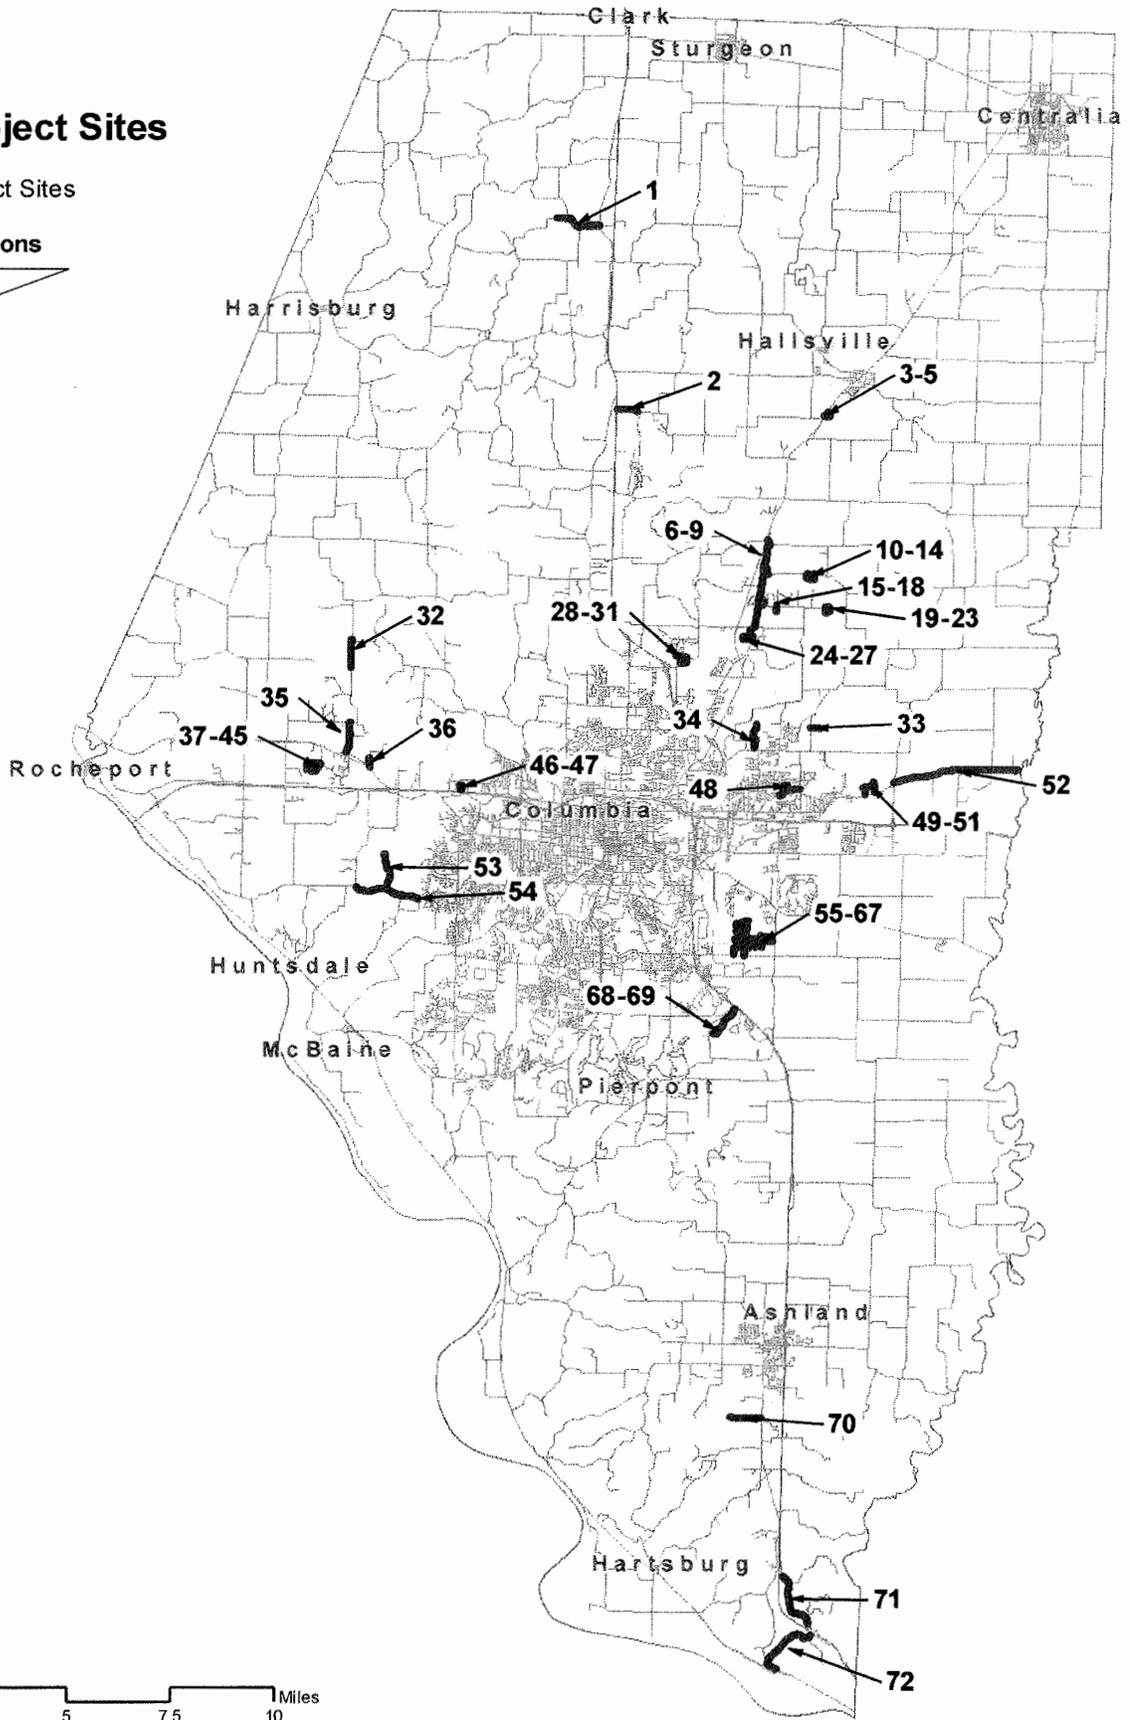 Clark
Sturgeon
Centralia
ject Sites
ct Sites
1
ons
Harrisburg
Hallsville
2
3-5
6-9
10-14
15-18
28-31
32
19-23
24-27
35
34
33
37-45
36
Rocheport
46-47
48
52
Columbia
49-51
53
54
55-67
Huntsdale
68-69
McBaine
Pierpont
Ashland
70
Hartsburg
71
72
Miles
5 7.5 10